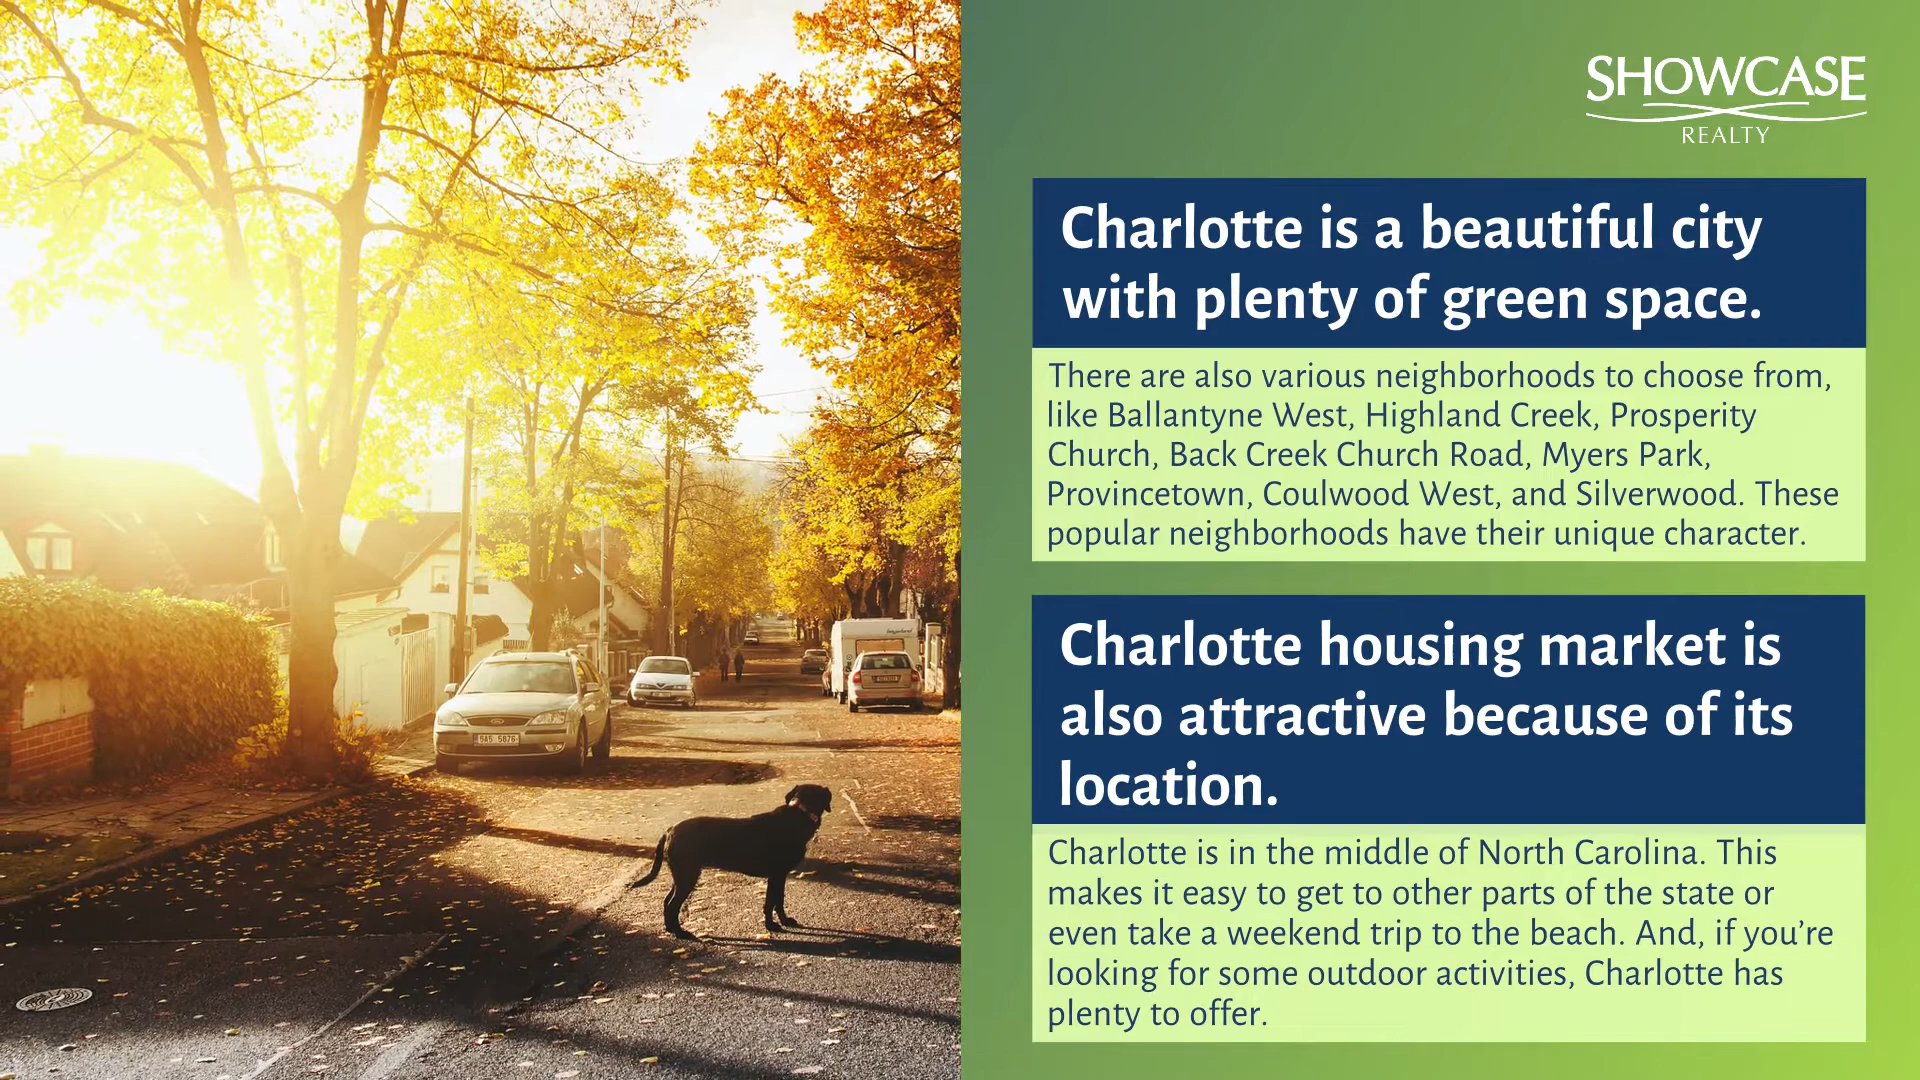 SHOWCASE
REALTY
Charlotte is a beautiful city
with plenty of green space.
There are also various neighborhoods to choose from,
like Ballantyne West, Highland Creek, Prosperity
Church, Back Creek Church Road, Myers Park,
Provincetown, Coulwood West, and Silverwood. These
popular neighborhoods have their unique character.
Charlotte housing market is
also attractive because of its
location.
Charlotte is in the middle of North Carolina. This
makes it easy to get to other parts of the state or
even take a weekend trip to the beach. And, if you're
looking for some outdoor activities, Charlotte has
plenty to offer.
5A5 5876